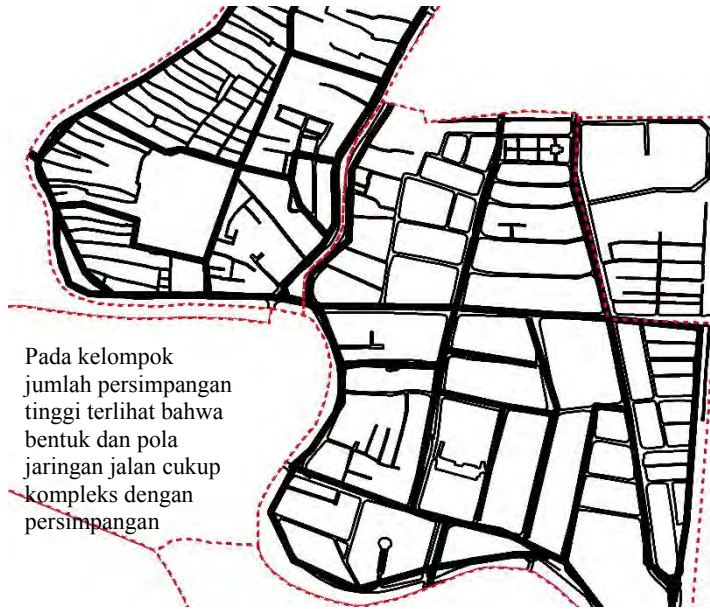 Pada kelompok
jumlah persimpangan
tinggi terlihat bahwa
bentuk dan pola
jaringan jalan cukup
kompleks dengan
persimpangan